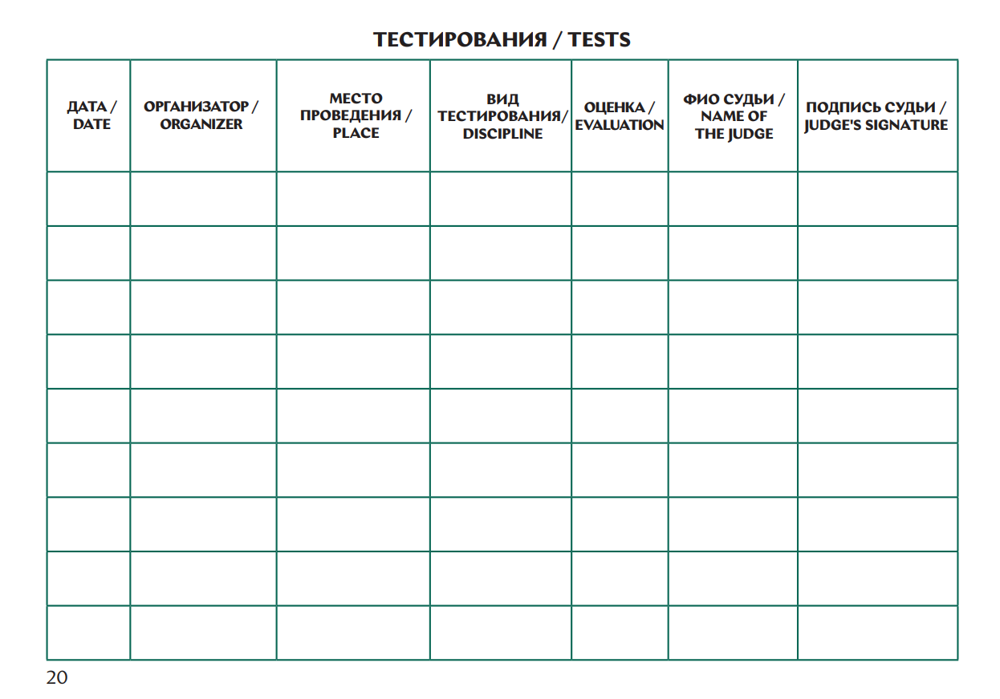 ТЕСТИРОВАНИЯ / TESTS
ДАТА /
DATE
ОРГАНИЗАТОР /
ORGANIZER
МЕСТО
ПРОВЕДЕНИЯ /
PLACE
ВИД
ТЕСТИРОВАНИЯ/
DISCIPLINE
ОЦЕНКА /
EVALUATION
ФИО СУДЬИ /
NAME OF
THE JUDGE
ПОДПИСЬ СУДЬИ /
JUDGE'S SIGNATURE
20